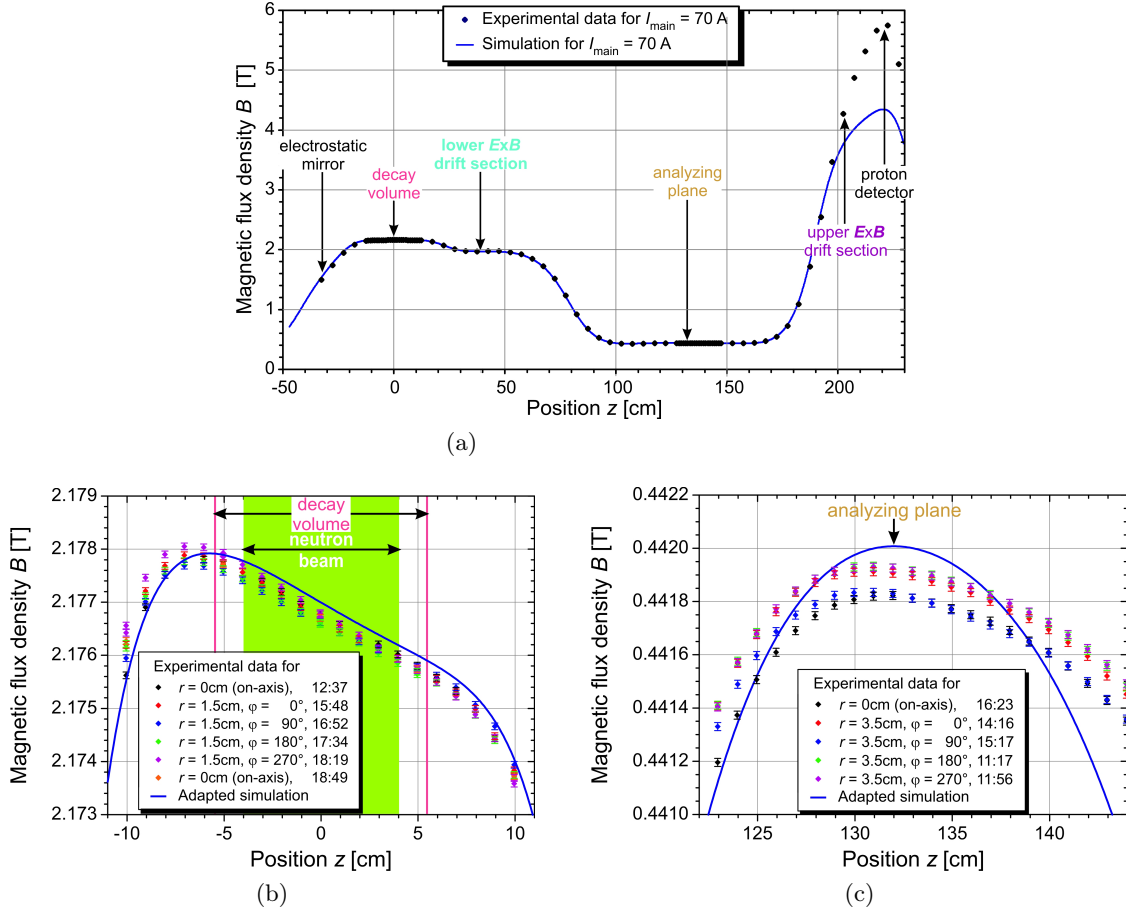 Experimental data for I_main = 70 A
Simulation for I_main = 70 A
Magnetic flux density B [T]
6
5
4
3
2
1
0
electrostatic
mirror
decay
volume
lower ExB
drift section
analyzing
plane
proton
detector
upper ExB
drift section
-50 0 50 100 150 200
Position z [cm]
(a)
Magnetic flux density B [T]
2.179
2.178
2.177
2.176
2.175
2.174
2.173
decay
volume
neutron
beam
Experimental data for
r = 0cm (on-axis), 12:37
r = 1.5cm, φ = 0°, 15:48
r = 1.5cm, φ = 90°, 16:52
r = 1.5cm, φ = 180°, 17:34
r = 1.5cm, φ = 270°, 18:19
r = 0cm (on-axis) 18:49
Adapted simulation
-10 -5 0 5 10
Position z [cm]
(b)
Magnetic flux density B [T]
0.4422
0.4420
0.4418
0.4416
0.4414
0.4412
0.4410
analyzing plane
Experimental data for
r = 0cm (on-axis) 16:23
r = 3.5cm, φ = 0°, 14:16
r = 3.5cm, φ = 90°, 15:17
r = 3.5cm, φ = 180°, 11:17
r = 3.5cm, φ = 270°, 11:56
Adapted simulation
125 130 135 140
Position z [cm]
(c)